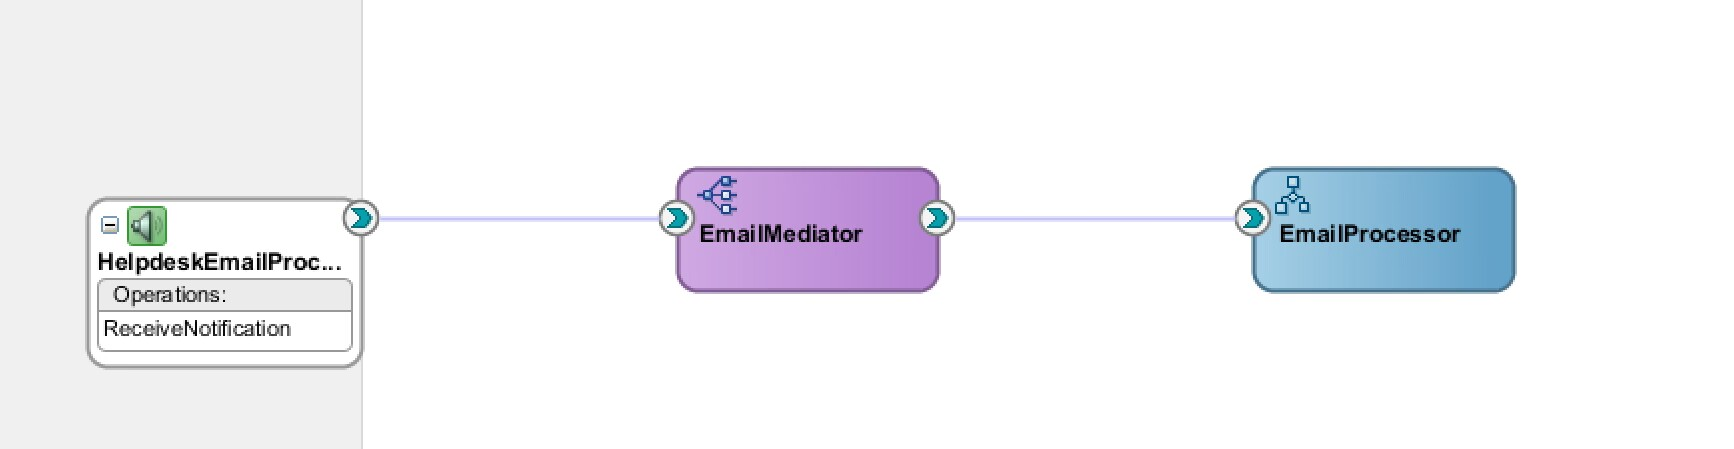 HelpdeskEmailProc...
Operations:
ReceiveNotification
EmailMediator
EmailProcessor